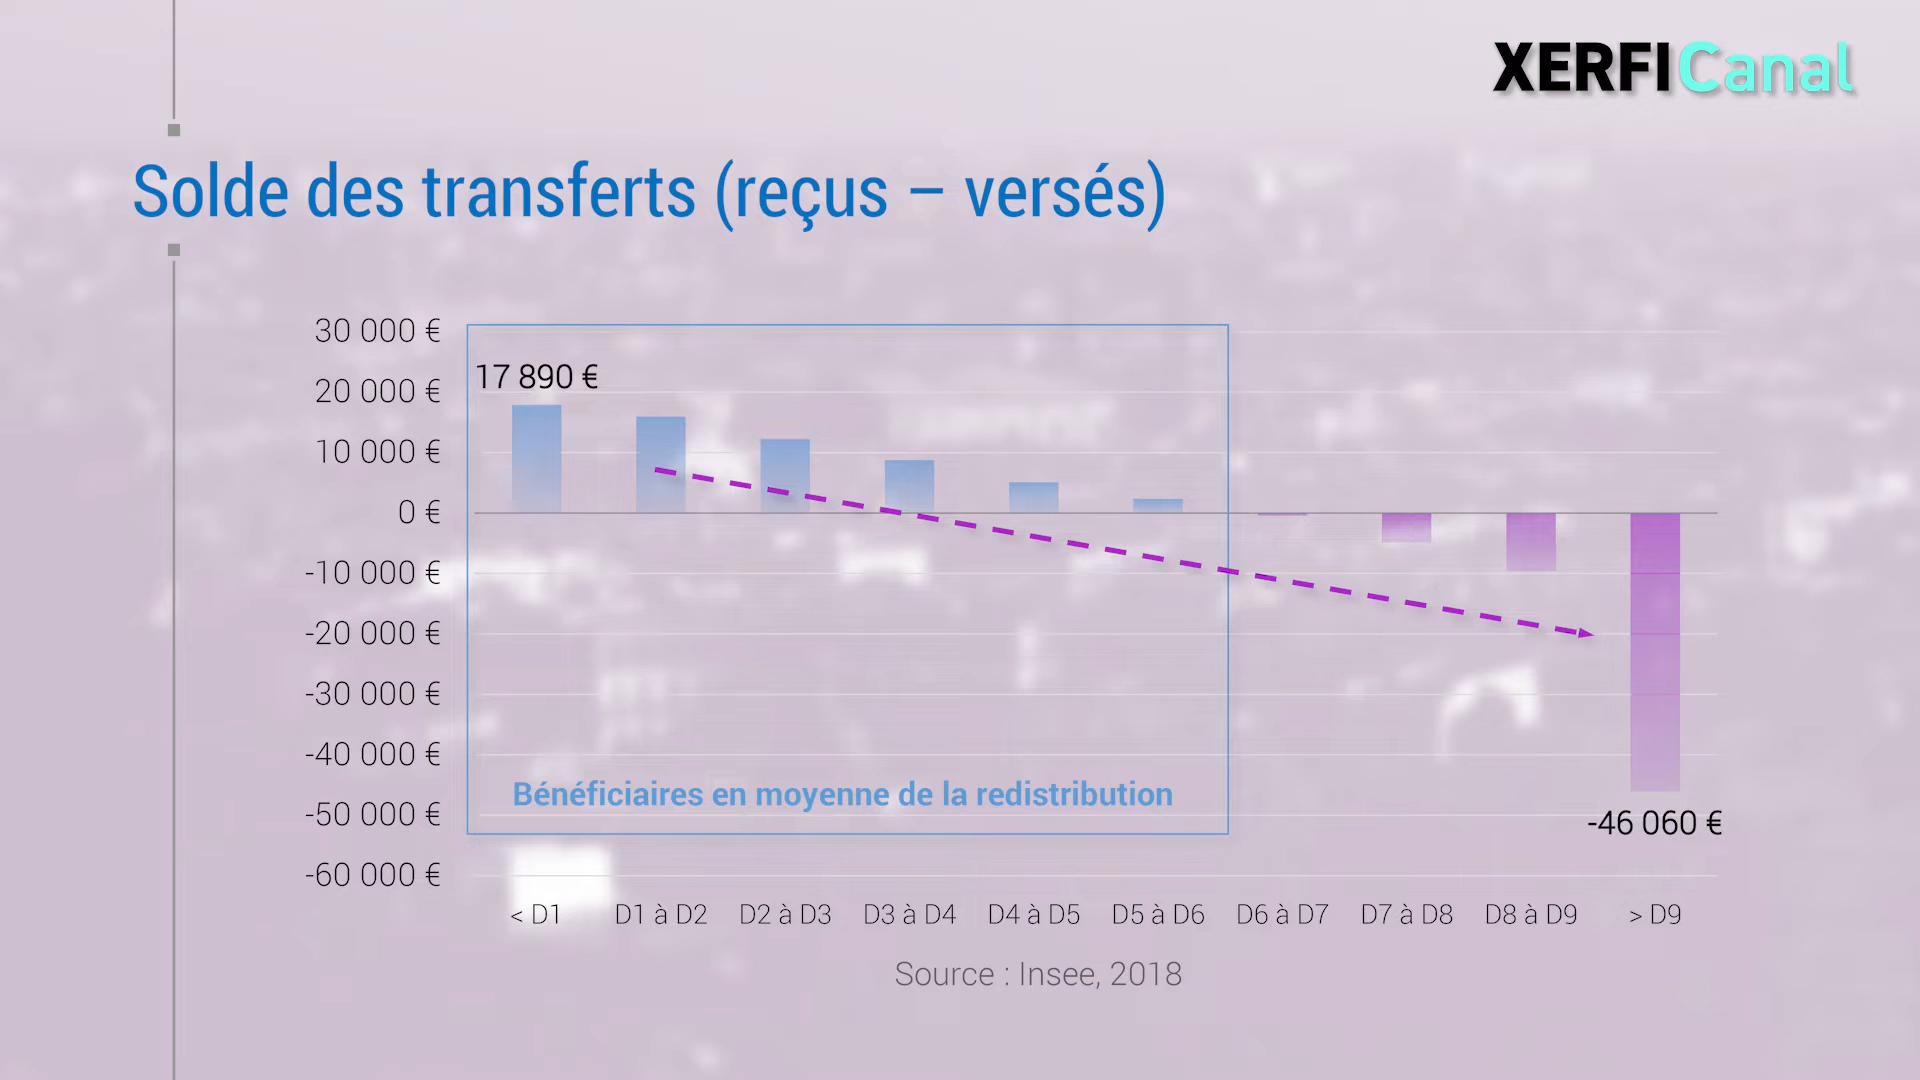 XERFI Canal
Solde des transferts (reçus – versés)
30 000 €
17 890 €
20 000 €
10 000 €
0 €
-10 000 €
-20 000 €
-30 000 €
-40 000 €
Bénéficiaires en moyenne de la redistribution
-50 000 €
-46 060 €
-60 000 €
< D1 D1 à D2 D2 à D3 D3 à D4 D4 à D5 D5 à D6 D6 à D7 D7 à D8 D8 à D9 > D9
Source : Insee, 2018